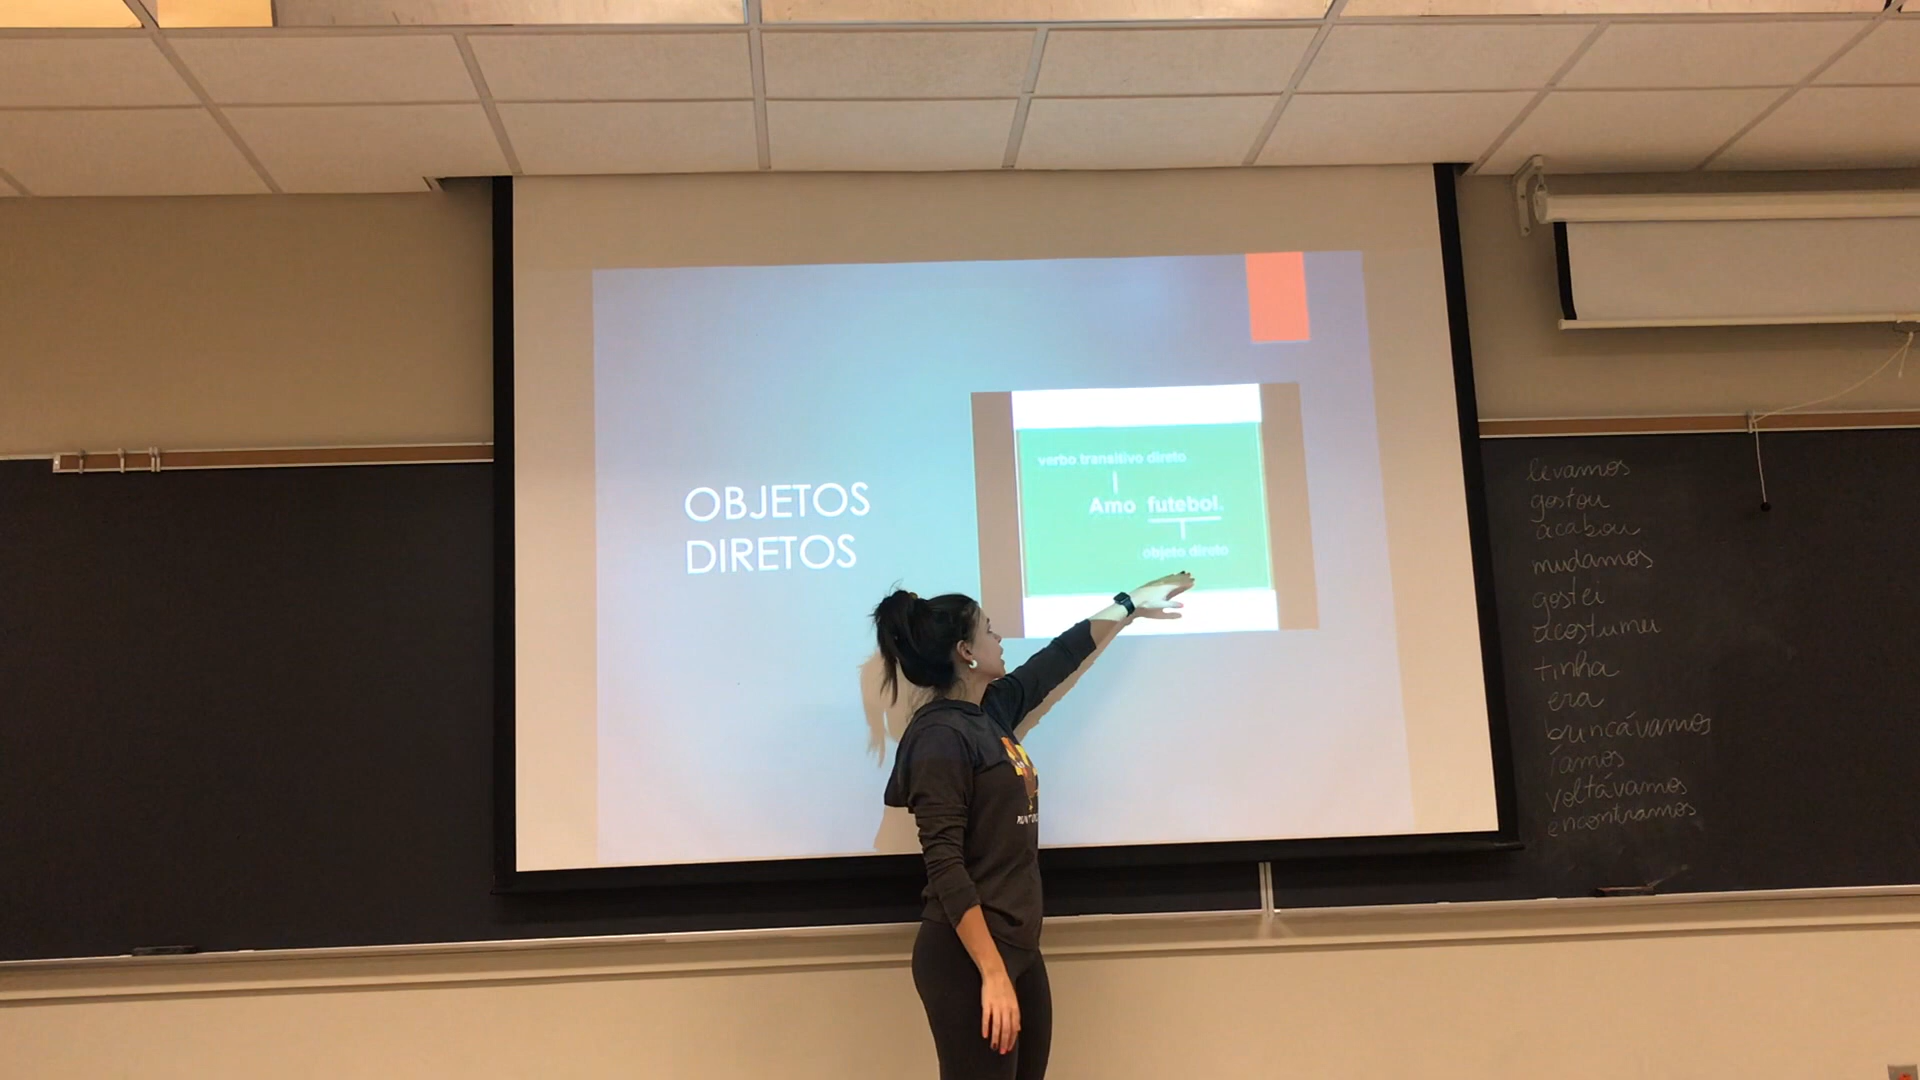 OBJETOS
DIRETOS
verbo transitivo direto
Amo futebol.
objeto direto
levamos
gostou
acabou
mudamos
gostei
acostumei
tinha
era
brincávamos
íamos
voltávamos
encontramos